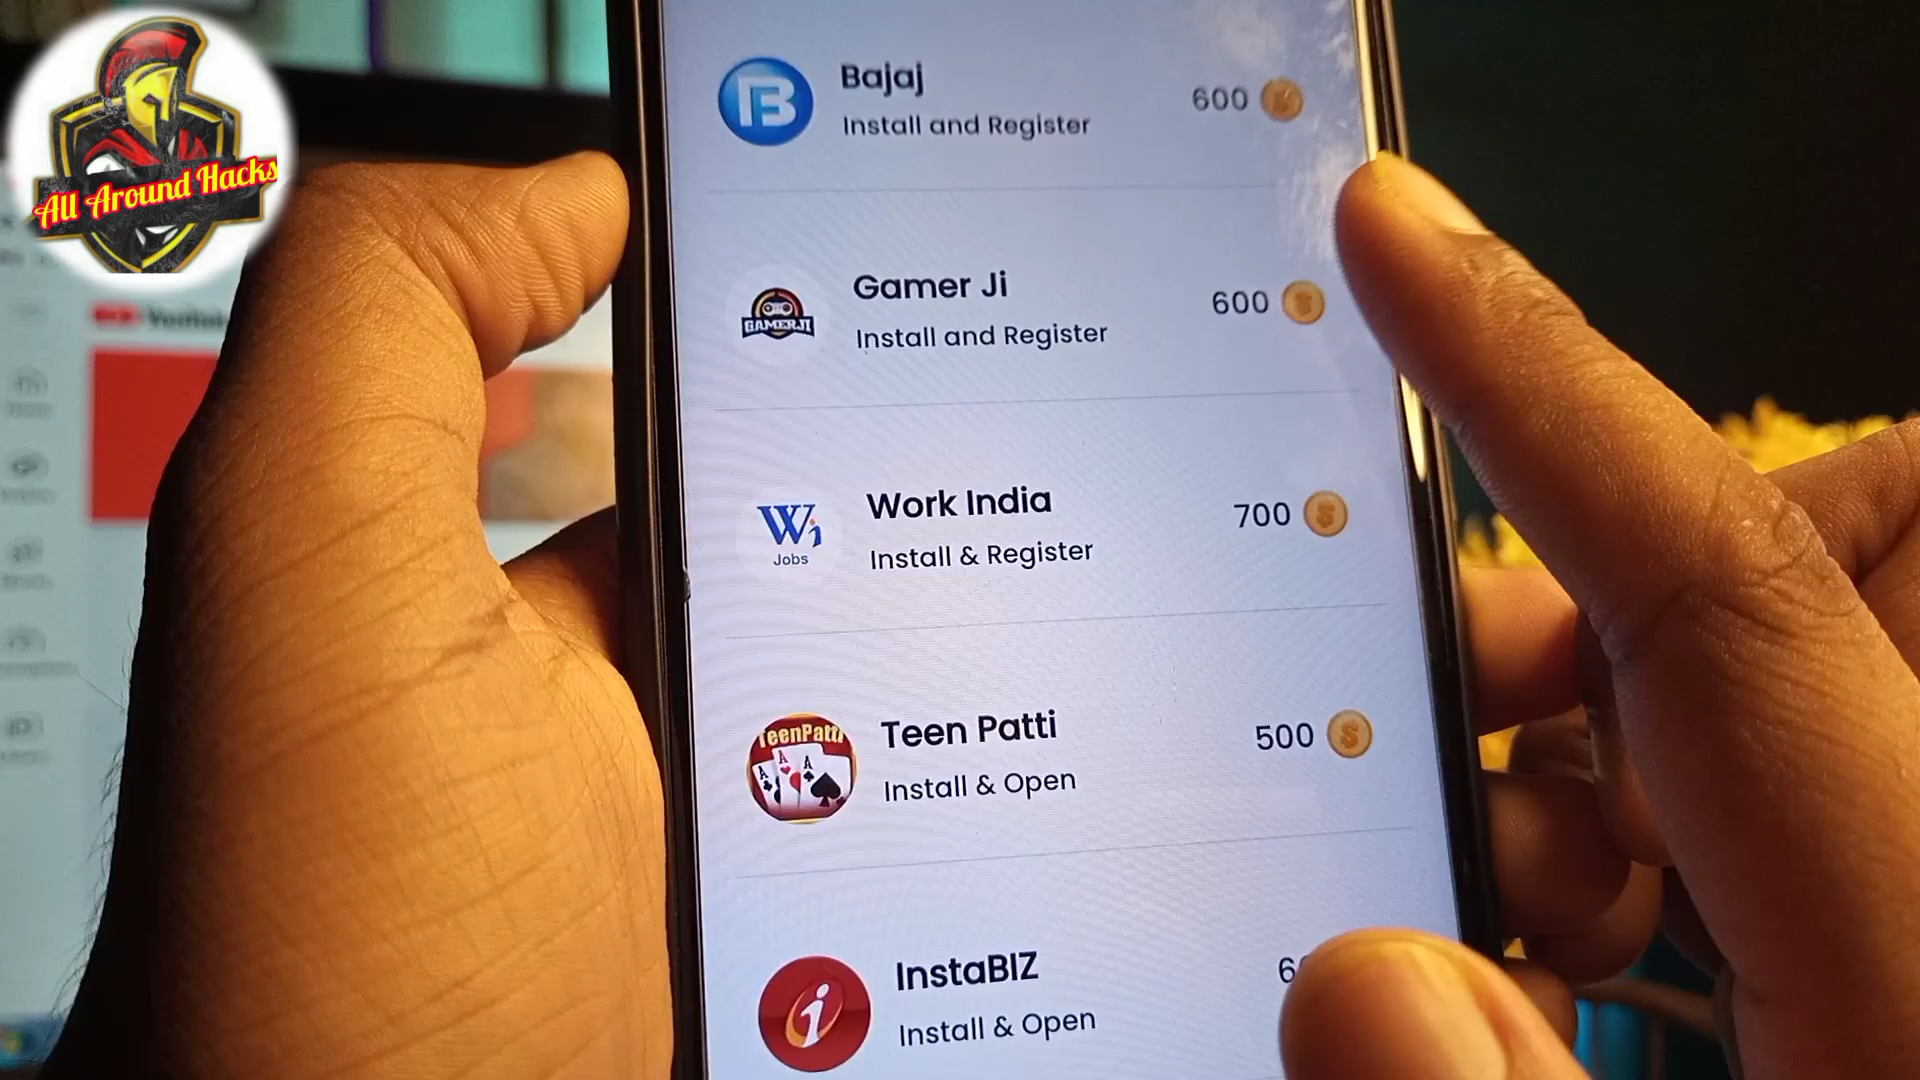 All Around Hacks
Bajaj
Install and Register
600
Gamer Ji
Install and Register
600
GAMERJI
Work India
Install & Register
700
Wi
Jobs
Teen Patti
Install & Open
500
TeenPatti
A A A
InstaBIZ
Install & Open